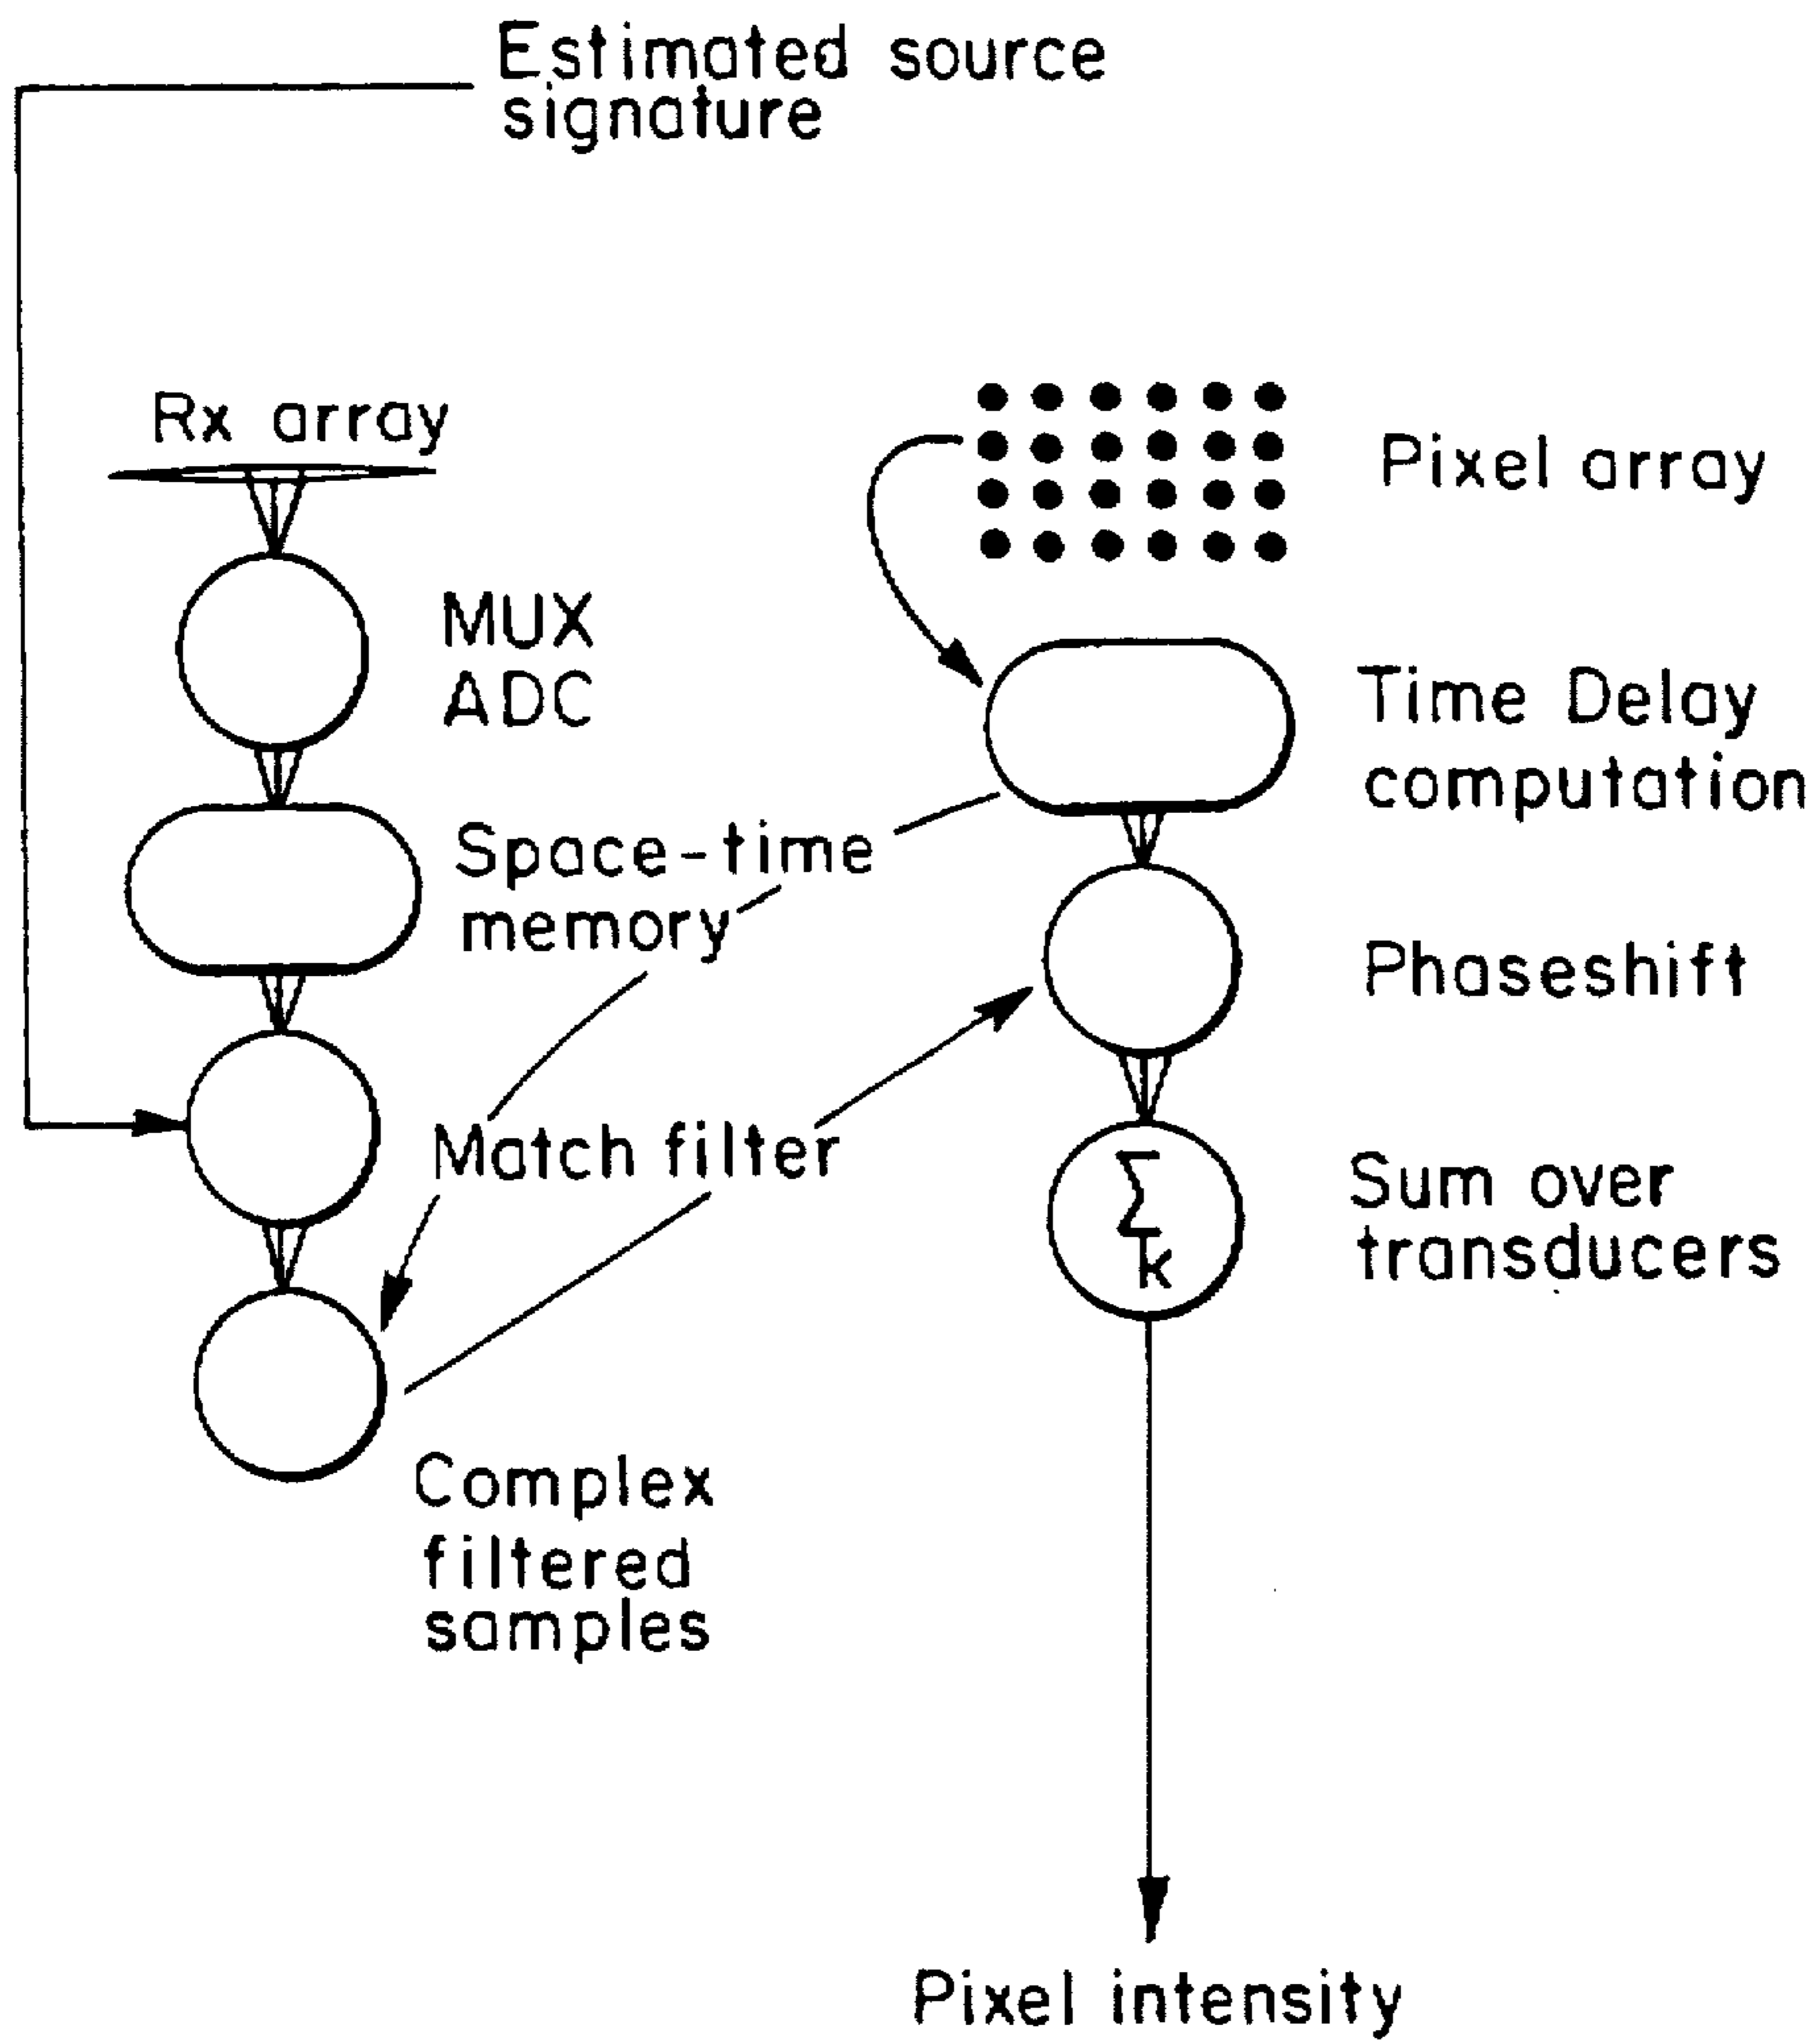 Estimated source
signature
Rx array
Pixel array
MUX
ADC
Time Delay
computation
Space-time
memory
Phaseshift
Match filter
Sum over
transducers
Σ
k
Complex
filtered
samples
Pixel intensity